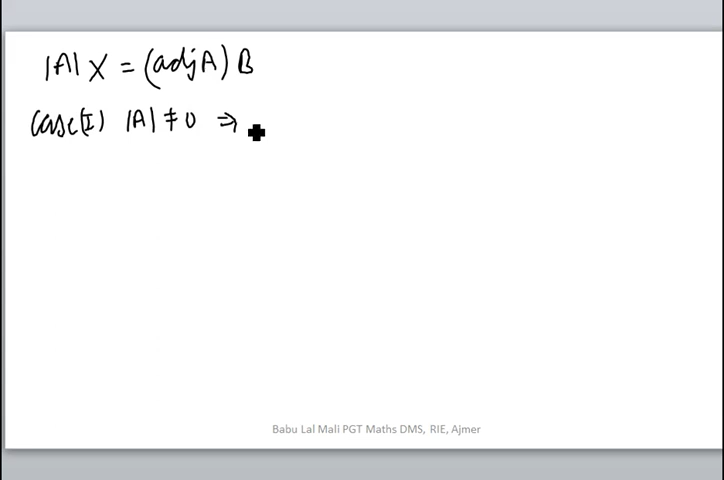 |A| X = (adj A) B
Case(I) |A| ≠ 0 ⇒
Babu Lal Mali PGT Maths DMS, RIE, Ajmer